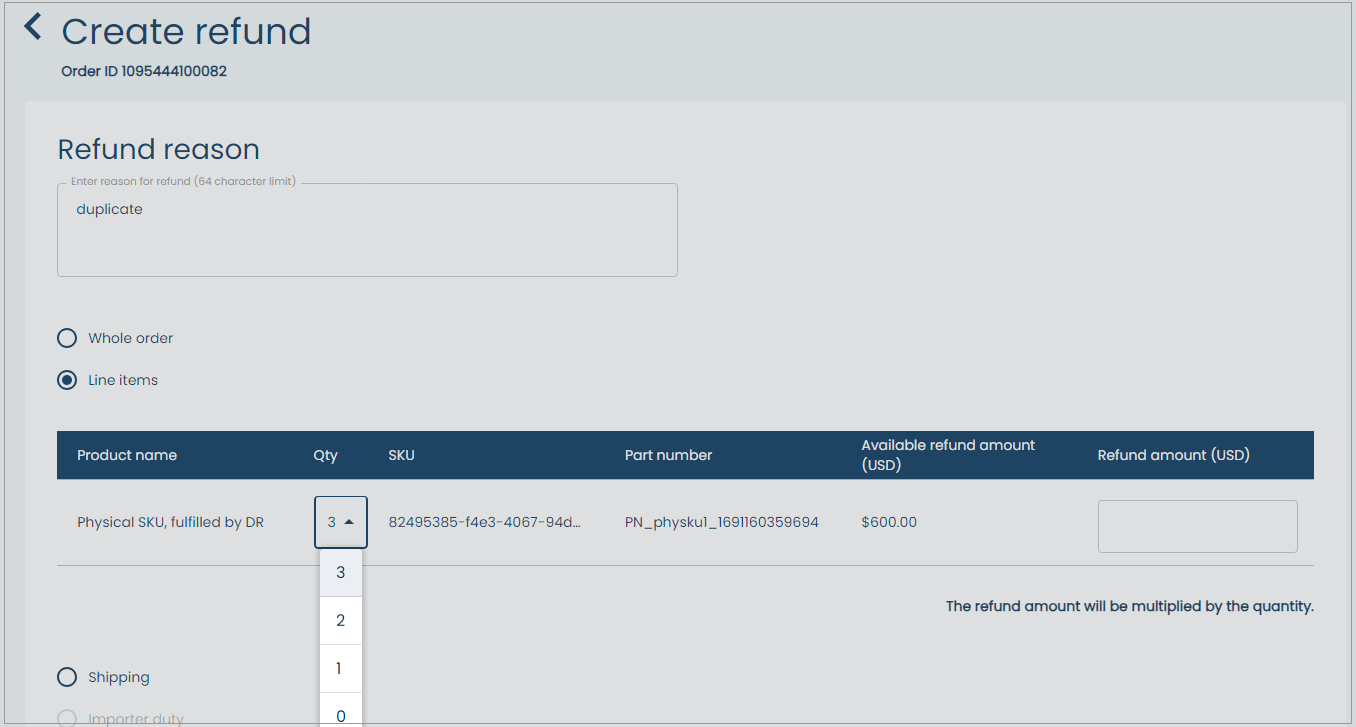 Create refund
Order ID 1095444100082
Refund reason
Enter reason for refund (64 character limit)
duplicate
Whole order
Line items
Product name Qty SKU Part number Available refund amount (USD) Refund amount (USD)
Physical SKU, fulfilled by DR 3 82495385-f4e3-4067-94d... PN_physku1_1691160359694 $600.00
3
2
1
0
The refund amount will be multiplied by the quantity.
Shipping
Importer duty